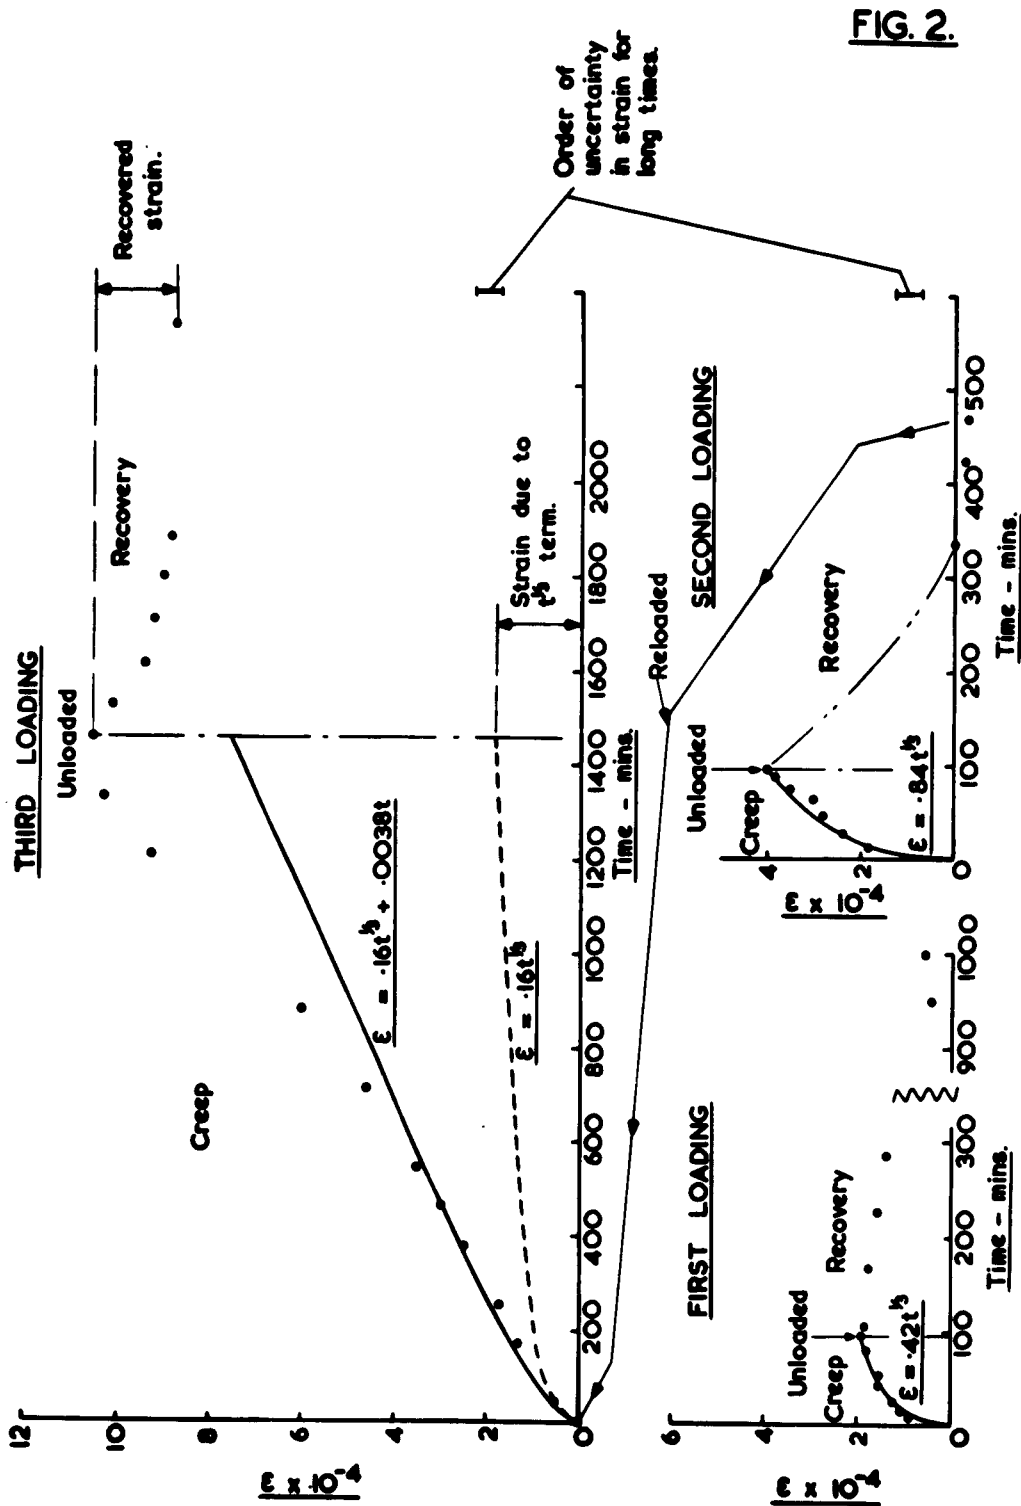 FIG. 2.
THIRD LOADING
Unloaded
Recovery
Recovered
strain.
Creep
ε = ·16t⅓ + ·0038t
ε = ·16t⅓
Strain due to
t⅓ term.
Order of
uncertainty
in strain for
long times.
12
10
8
6
4
2
0
ε × 10⁻⁴
200
400
600
800
1000
1200
1400
1600
1800
2000
Time – mins.
Reloaded
FIRST LOADING
Unloaded
Creep
Recovery
ε = ·42t⅓
6
4
2
0
ε × 10⁻⁴
100
200
300
900
1000
Time – mins.
SECOND LOADING
Unloaded
Creep
Recovery
ε = ·84t⅓
4
2
0
ε × 10⁻⁴
100
200
300
400
500
Time – mins.